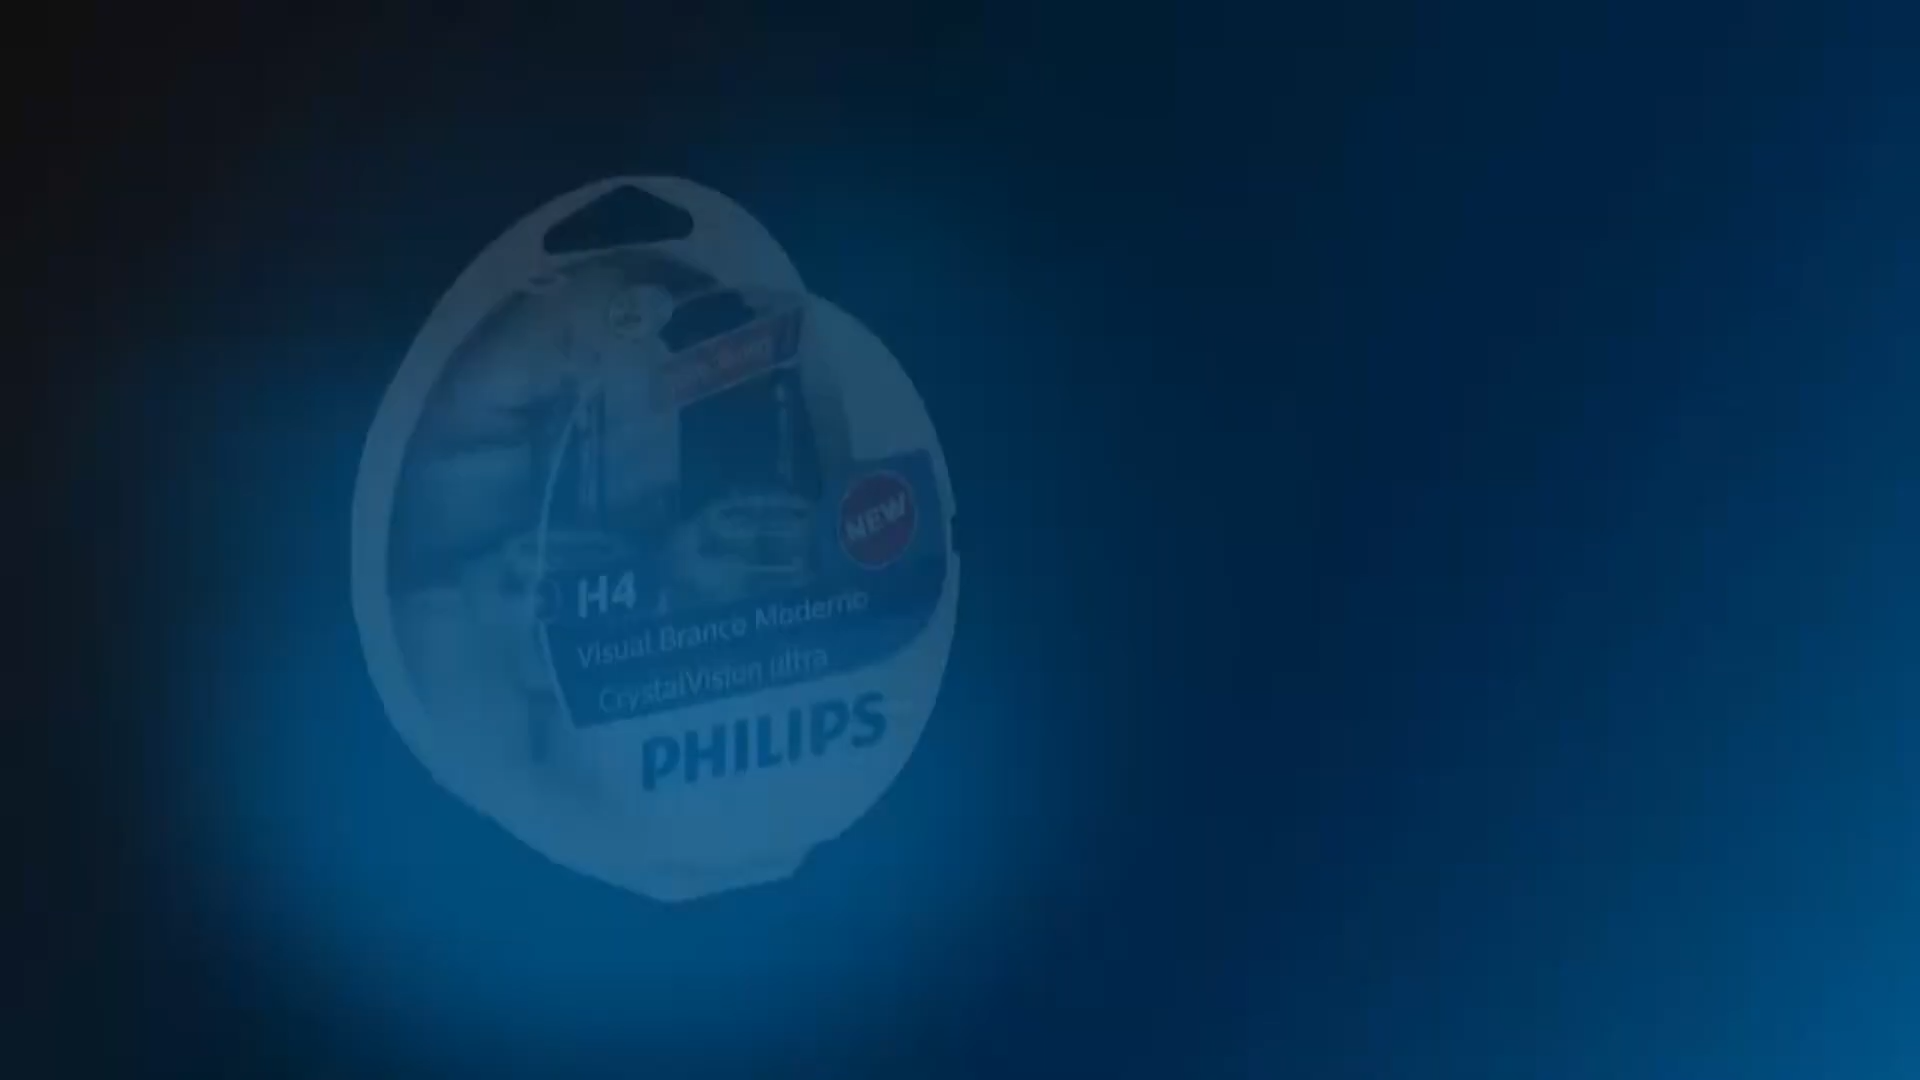 NEW
H4
Visual Branco Moderno
CrystalVision ultra
PHILIPS